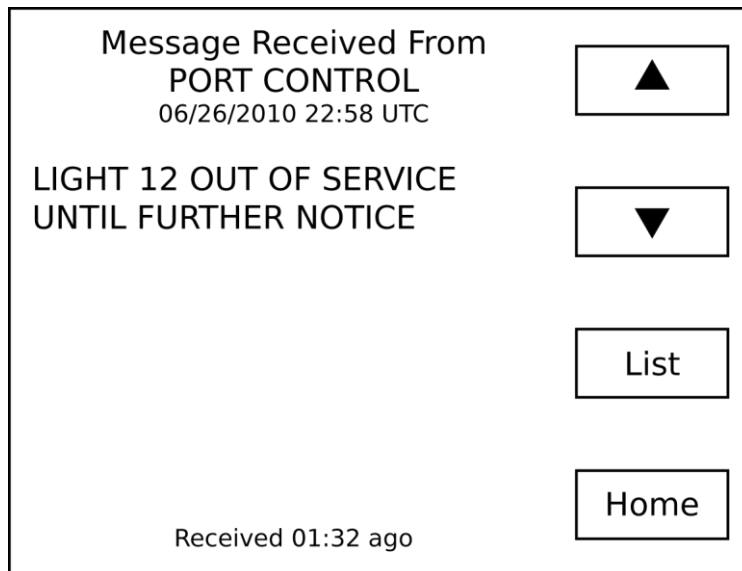 Message Received From
PORT CONTROL
06/26/2010 22:58 UTC
LIGHT 12 OUT OF SERVICE
UNTIL FURTHER NOTICE
Received 01:32 ago
▲
▼
List
Home